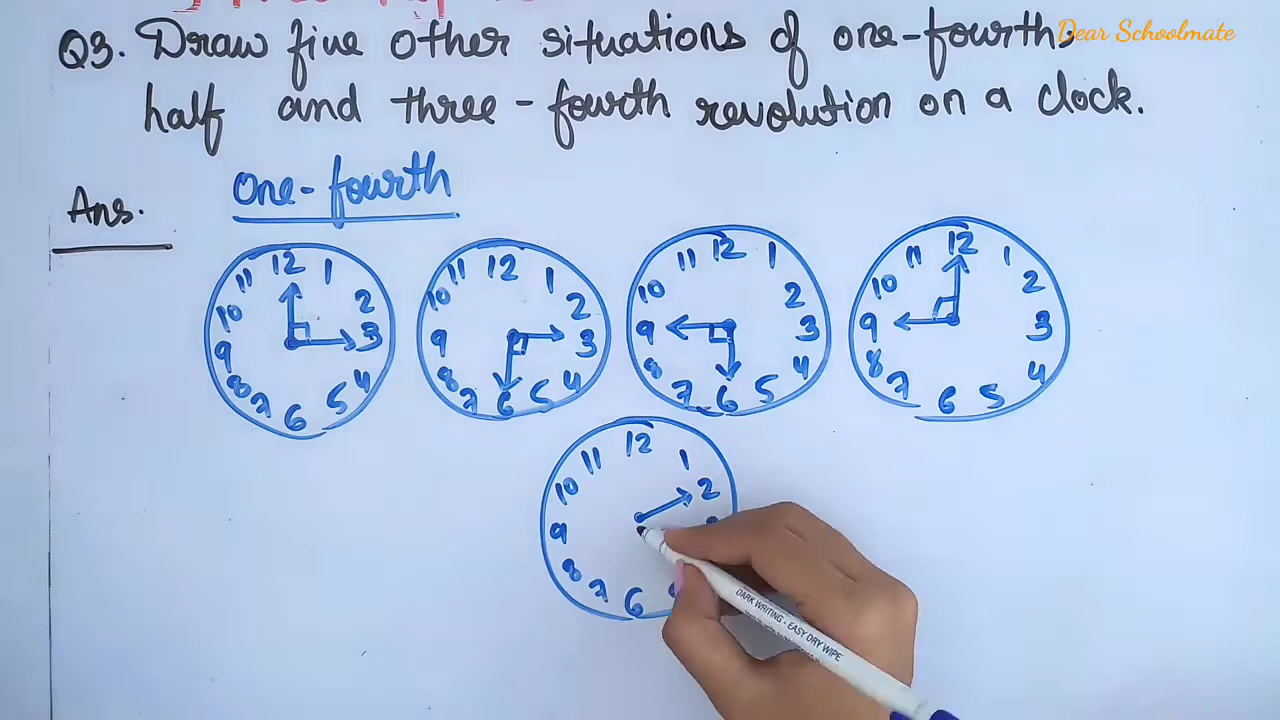 Dear Schoolmate
Q3. Draw five other situations of one-fourth,
half and three-fourth revolution on a clock.
Ans.
One-fourth
12 1 2 3 4 5 6 7 8 9 10 11
12 1 2 3 4 5 6 7 8 9 10 11
12 1 2 3 4 5 6 7 8 9 10 11
12 1 2 3 4 5 6 7 8 9 10 11
12 1 2 6 7 8 9 10 11
DARK WRITING - EASY DRY WIPE